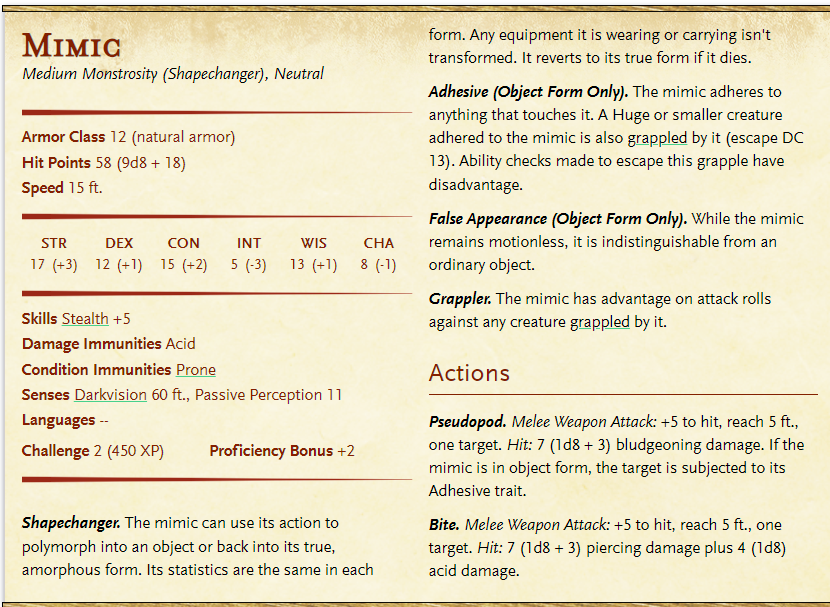 Mimic
Medium Monstrosity (Shapechanger), Neutral
Armor Class 12 (natural armor)
Hit Points 58 (9d8 + 18)
Speed 15 ft.
STR DEX CON INT WIS CHA
17 (+3) 12 (+1) 15 (+2) 5 (-3) 13 (+1) 8 (-1)
Skills Stealth +5
Damage Immunities Acid
Condition Immunities Prone
Senses Darkvision 60 ft., Passive Perception 11
Languages --
Challenge 2 (450 XP) Proficiency Bonus +2
Shapechanger. The mimic can use its action to
polymorph into an object or back into its true,
amorphous form. Its statistics are the same in each
form. Any equipment it is wearing or carrying isn't
transformed. It reverts to its true form if it dies.
Adhesive (Object Form Only). The mimic adheres to
anything that touches it. A Huge or smaller creature
adhered to the mimic is also grappled by it (escape DC
13). Ability checks made to escape this grapple have
disadvantage.
False Appearance (Object Form Only). While the mimic
remains motionless, it is indistinguishable from an
ordinary object.
Grappler. The mimic has advantage on attack rolls
against any creature grappled by it.
Actions
Pseudopod. Melee Weapon Attack: +5 to hit, reach 5 ft.,
one target. Hit: 7 (1d8 + 3) bludgeoning damage. If the
mimic is in object form, the target is subjected to its
Adhesive trait.
Bite. Melee Weapon Attack: +5 to hit, reach 5 ft., one
target. Hit: 7 (1d8 + 3) piercing damage plus 4 (1d8)
acid damage.